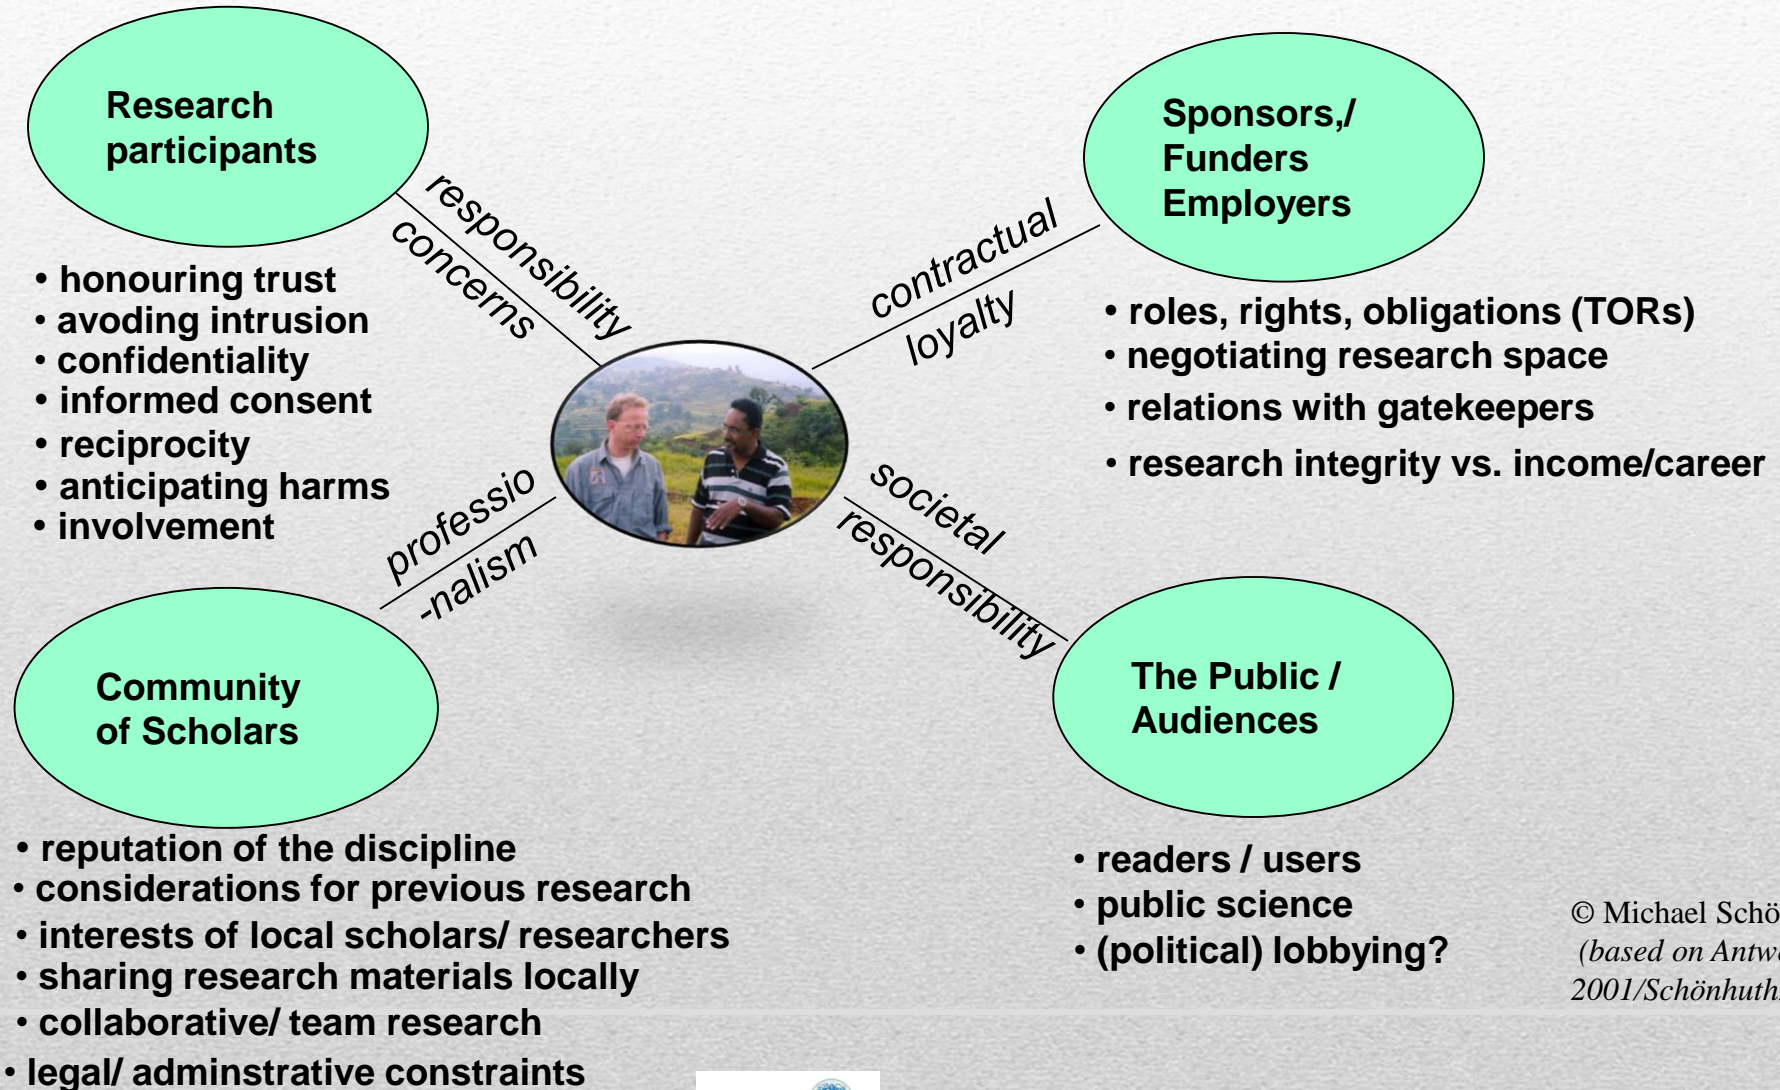 Research
participants
responsibility
concerns
• honouring trust
• avoding intrusion
• confidentiality
• informed consent
• reciprocity
• anticipating harms
• involvement
Sponsors,/
Funders
Employers
contractual
loyalty
• roles, rights, obligations (TORs)
• negotiating research space
• relations with gatekeepers
• research integrity vs. income/career
professio
-nalism
Community
of Scholars
• reputation of the discipline
• considerations for previous research
• interests of local scholars/ researchers
• sharing research materials locally
• collaborative/ team research
• legal/ adminstrative constraints
societal
responsibility
The Public /
Audiences
• readers / users
• public science
• (political) lobbying?
© Michael
(based on
2001/Schönhuth